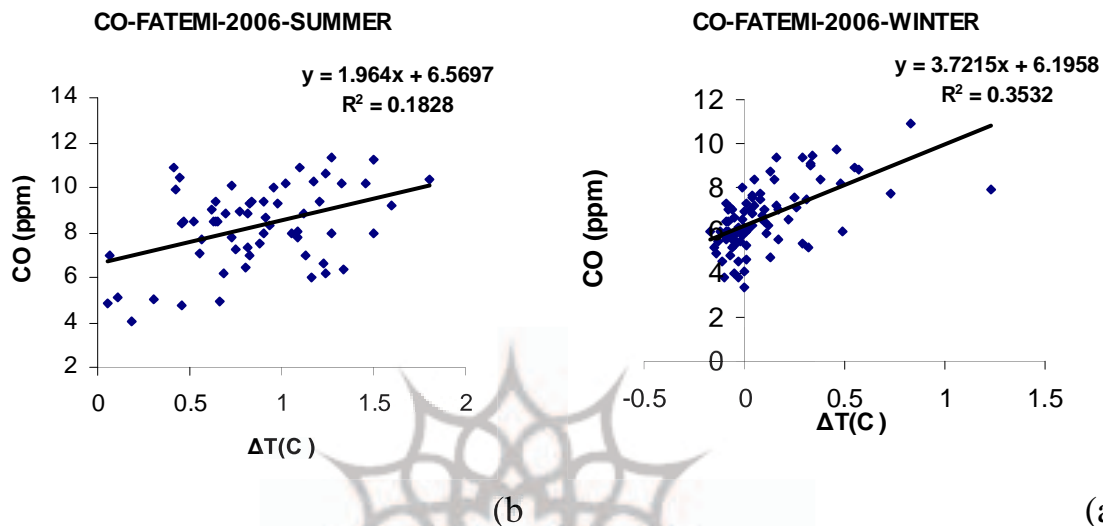 CO-FATEMI-2006-SUMMER
y = 1.964x + 6.5697
R² = 0.1828
14
12
10
8
6
4
2
0 0.5 1 1.5 2
CO (ppm)
ΔT(C )
(b
CO-FATEMI-2006-WINTER
y = 3.7215x + 6.1958
R² = 0.3532
12
10
8
6
4
2
0
-0.5 0 0.5 1 1.5
CO (ppm)
ΔT(C )
(a